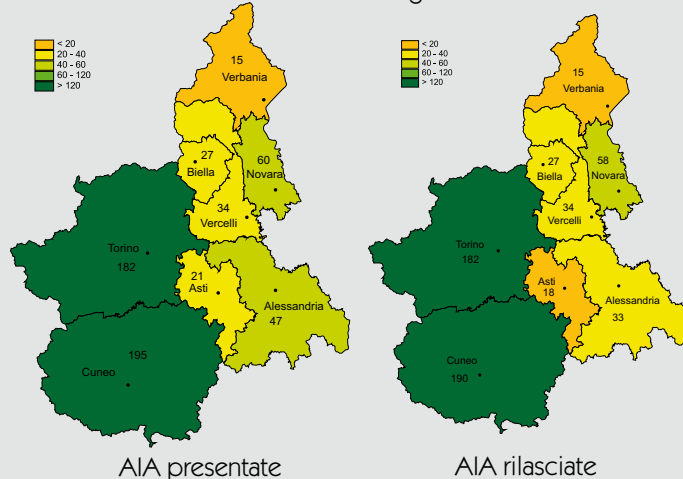 < 20
20 - 40
40 - 60
60 - 120
> 120
15
Verbania
27
Biella
60
Novara
34
Vercelli
Torino
182
21
Asti
Alessandria
47
195
Cuneo
AIA presentate
< 20
20 - 40
40 - 60
60 - 120
> 120
15
Verbania
27
Biella
58
Novara
34
Vercelli
Torino
182
Asti
18
Alessandria
33
Cuneo
190
AIA rilasciate